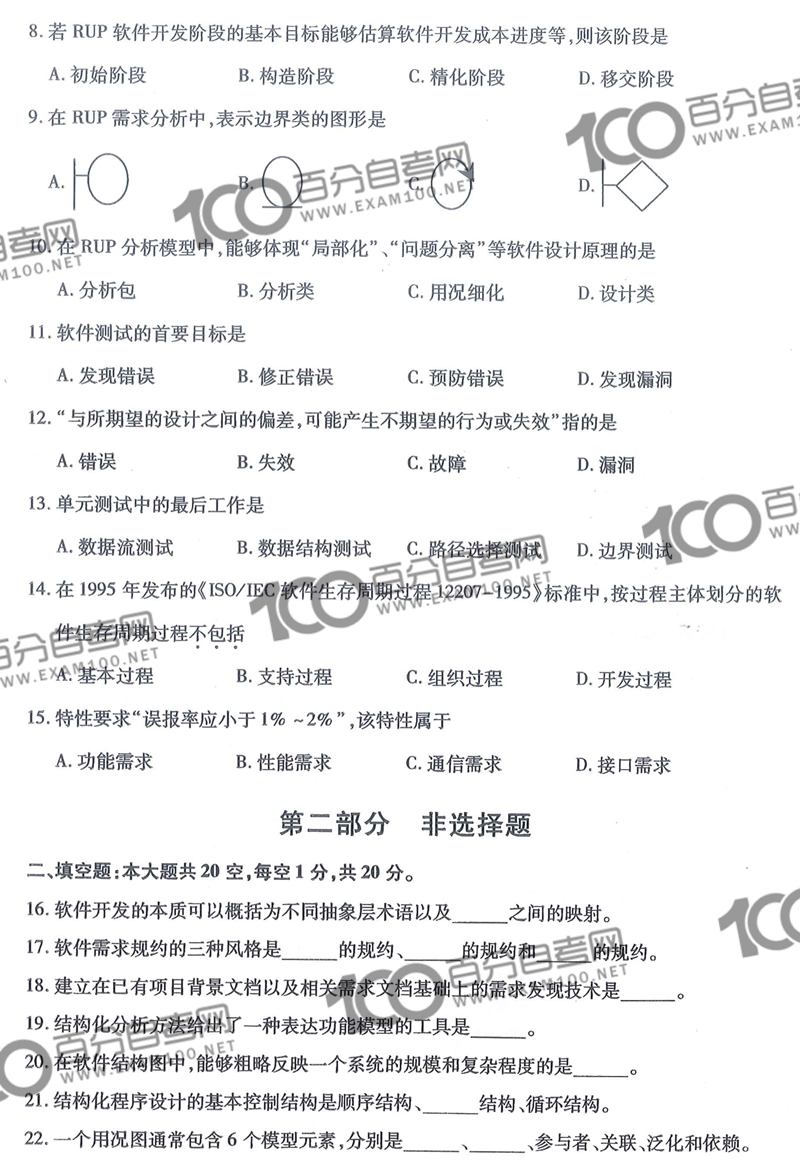 8. 若 RUP 软件开发阶段的基本目标能够估算软件开发成本进度等,则该阶段是
A. 初始阶段 B. 构造阶段 C. 精化阶段 D. 移交阶段
9. 在 RUP 需求分析中,表示边界类的图形是
A. B. C. D.
10. 在 RUP 分析模型中,能够体现“局部化”、“问题分离”等软件设计原理的是
A. 分析包 B. 分析类 C. 用况细化 D. 设计类
11. 软件测试的首要目标是
A. 发现错误 B. 修正错误 C. 预防错误 D. 发现漏洞
12. “与所期望的设计之间的偏差,可能产生不期望的行为或失效”指的是
A. 错误 B. 失效 C. 故障 D. 漏洞
13. 单元测试中的最后工作是
A. 数据流测试 B. 数据结构测试 C. 路径选择测试 D. 边界测试
14. 在 1995 年发布的《ISO/IEC 软件生存周期过程 12207-1995》标准中,按过程主体划分的软
件生存周期过程不包括
A. 基本过程 B. 支持过程 C. 组织过程 D. 开发过程
15. 特性要求“误报率应小于 1% ~2%”,该特性属于
A. 功能需求 B. 性能需求 C. 通信需求 D. 接口需求
第二部分 非选择题
二、填空题:本大题共 20 空,每空 1 分,共 20 分。
16. 软件开发的本质可以概括为不同抽象层术语以及______之间的映射。
17. 软件需求规约的三种风格是______的规约、______的规约和______的规约。
18. 建立在已有项目背景文档以及相关需求文档基础上的需求发现技术是______。
19. 结构化分析方法给出了一种表达功能模型的工具是______。
20. 在软件结构图中,能够粗略反映一个系统的规模和复杂程度的是______。
21. 结构化程序设计的基本控制结构是顺序结构、______结构、循环结构。
22. 一个用况图通常包含 6 个模型元素,分别是______、______、参与者、关联、泛化和依赖。
100百分自考网
WWW.EXAM100.NET